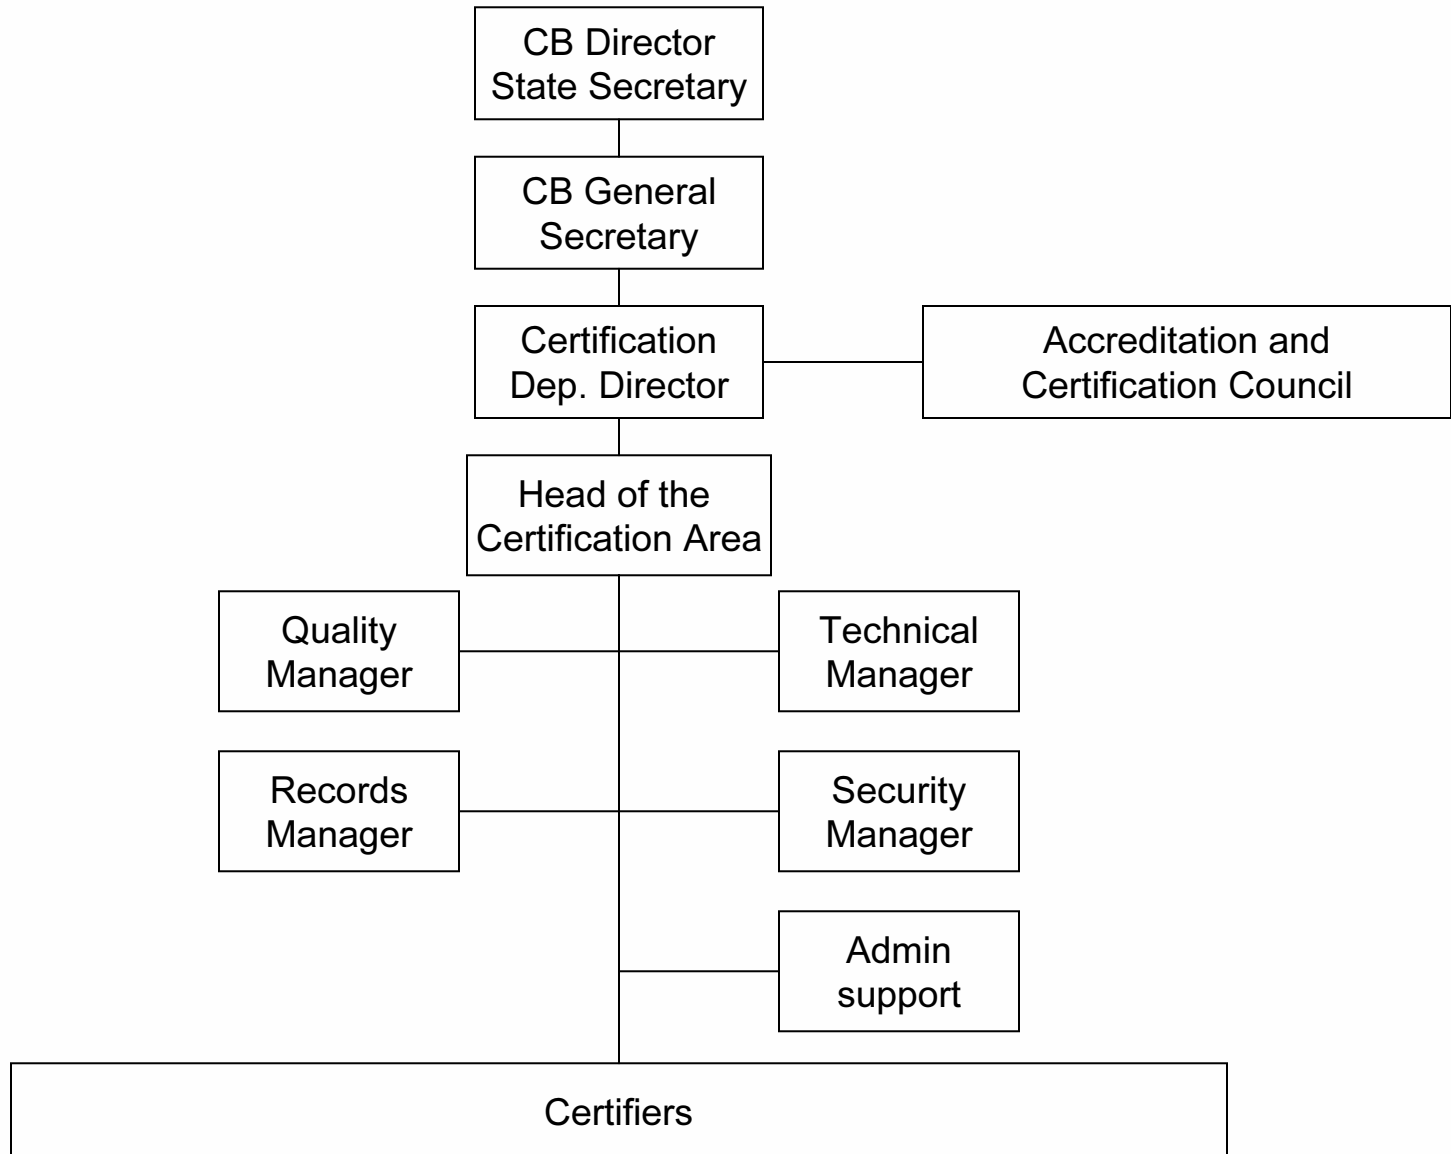 CB Director
State Secretary
CB General
Secretary
Certification
Dep. Director
Accreditation and
Certification Council
Head of the
Certification Area
Quality
Manager
Technical
Manager
Records
Manager
Security
Manager
Admin
support
Certifiers